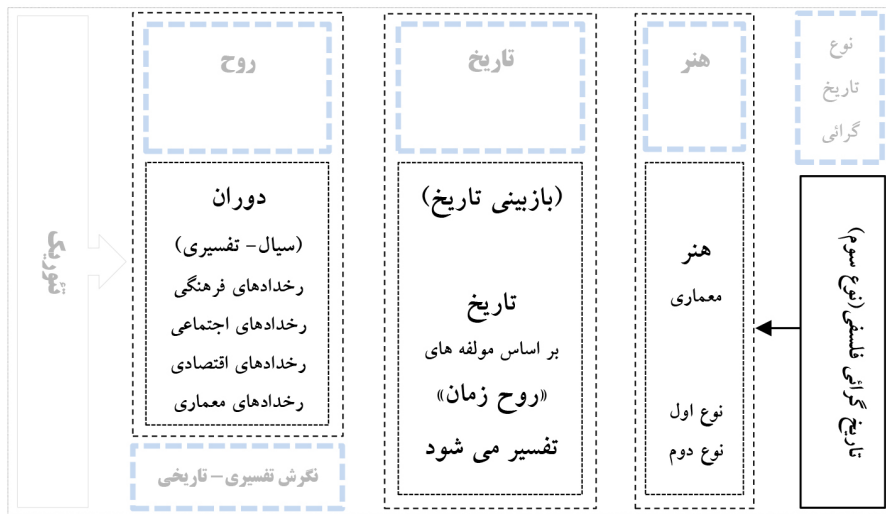 نوع
تاریخ
گرائی
تاریخ گرائی فلسفی(نوع سوم)
هنر
هنر
معماری
نوع اول
نوع دوم
تاریخ
(بازبینی تاریخ)
تاریخ
بر اساس مولفه های
«روح زمان»
تفسیر می شود
روح
دوران
(سیال- تفسیری)
رخدادهای فرهنگی
رخدادهای اجتماعی
رخدادهای اقتصادی
رخدادهای معماری
نگرش تفسیری- تاریخی
تئوریک